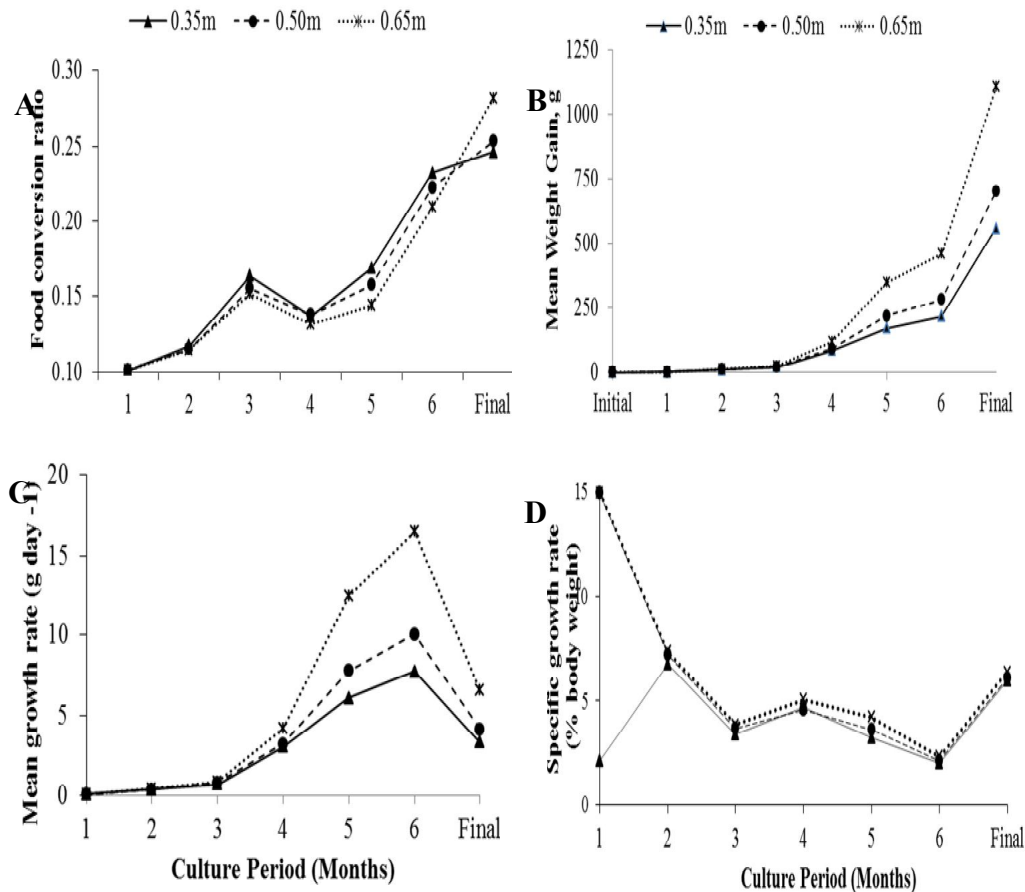 0.35m 0.50m 0.65m
A
Food conversion ratio
0.30
0.25
0.20
0.15
0.10
1 2 3 4 5 6 Final
0.35m 0.50m 0.65m
B
Mean Weight Gain, g
1250
1000
750
500
250
0
Initial 1 2 3 4 5 6 Final
C
Mean growth rate (g day -1)
20
15
10
5
0
1 2 3 4 5 6 Final
Culture Period (Months)
D
Specific growth rate
(% body weight)
15
10
5
0
1 2 3 4 5 6 Final
Culture Period (Months)